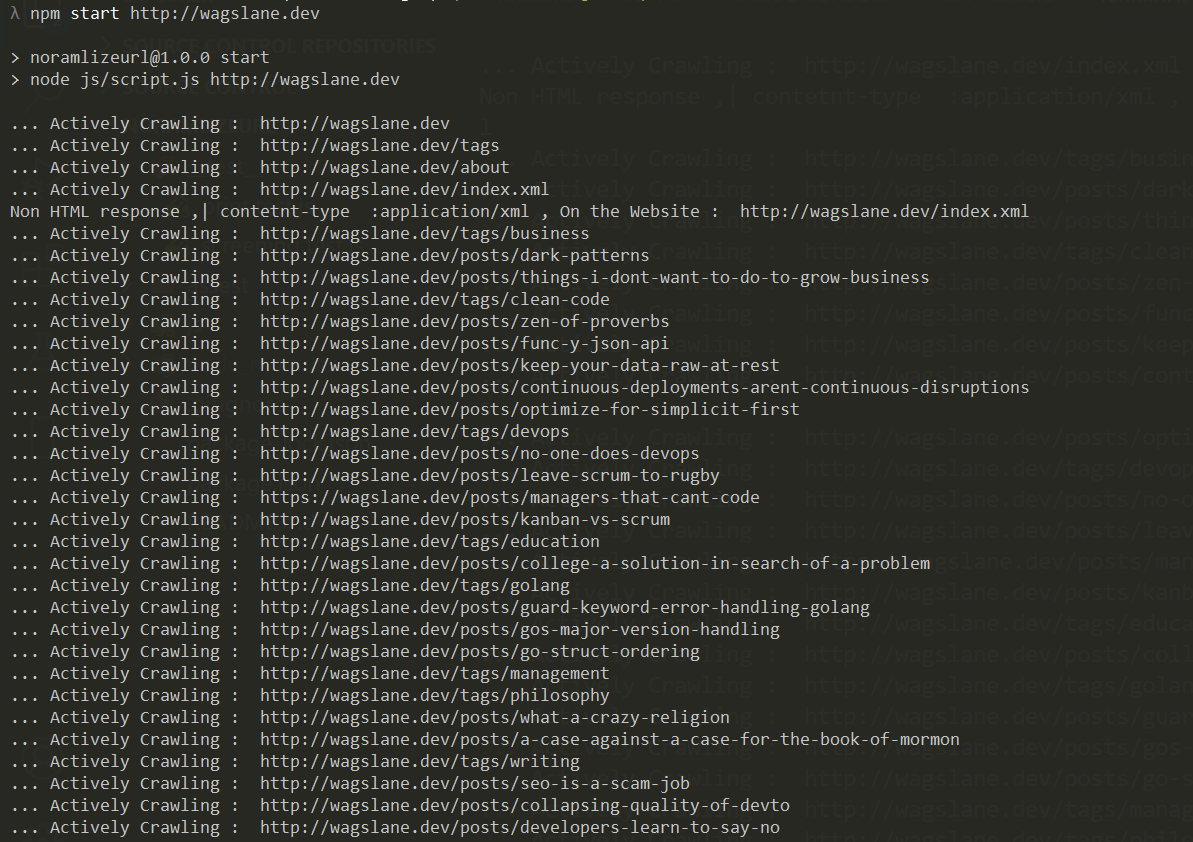 λ npm start http://wagslane.dev
> noramlizeurl@1.0.0 start
> node js/script.js http://wagslane.dev
... Actively Crawling :  http://wagslane.dev
... Actively Crawling :  http://wagslane.dev/tags
... Actively Crawling :  http://wagslane.dev/about
... Actively Crawling :  http://wagslane.dev/index.xml
Non HTML response ,| contetnt-type  :application/xml , On the Website :  http://wagslane.dev/index.xml
... Actively Crawling :  http://wagslane.dev/tags/business
... Actively Crawling :  http://wagslane.dev/posts/dark-patterns
... Actively Crawling :  http://wagslane.dev/posts/things-i-dont-want-to-do-to-grow-business
... Actively Crawling :  http://wagslane.dev/tags/clean-code
... Actively Crawling :  http://wagslane.dev/posts/zen-of-proverbs
... Actively Crawling :  http://wagslane.dev/posts/func-y-json-api
... Actively Crawling :  http://wagslane.dev/posts/keep-your-data-raw-at-rest
... Actively Crawling :  http://wagslane.dev/posts/continuous-deployments-arent-continuous-disruptions
... Actively Crawling :  http://wagslane.dev/posts/optimize-for-simplicit-first
... Actively Crawling :  http://wagslane.dev/tags/devops
... Actively Crawling :  http://wagslane.dev/posts/no-one-does-devops
... Actively Crawling :  http://wagslane.dev/posts/leave-scrum-to-rugby
... Actively Crawling :  https://wagslane.dev/posts/managers-that-cant-code
... Actively Crawling :  http://wagslane.dev/posts/kanban-vs-scrum
... Actively Crawling :  http://wagslane.dev/tags/education
... Actively Crawling :  http://wagslane.dev/posts/college-a-solution-in-search-of-a-problem
... Actively Crawling :  http://wagslane.dev/tags/golang
... Actively Crawling :  http://wagslane.dev/posts/guard-keyword-error-handling-golang
... Actively Crawling :  http://wagslane.dev/posts/gos-major-version-handling
... Actively Crawling :  http://wagslane.dev/posts/go-struct-ordering
... Actively Crawling :  http://wagslane.dev/tags/management
... Actively Crawling :  http://wagslane.dev/tags/philosophy
... Actively Crawling :  http://wagslane.dev/posts/what-a-crazy-religion
... Actively Crawling :  http://wagslane.dev/posts/a-case-against-a-case-for-the-book-of-mormon
... Actively Crawling :  http://wagslane.dev/tags/writing
... Actively Crawling :  http://wagslane.dev/posts/seo-is-a-scam-job
... Actively Crawling :  http://wagslane.dev/posts/collapsing-quality-of-devto
... Actively Crawling :  http://wagslane.dev/posts/developers-learn-to-say-no